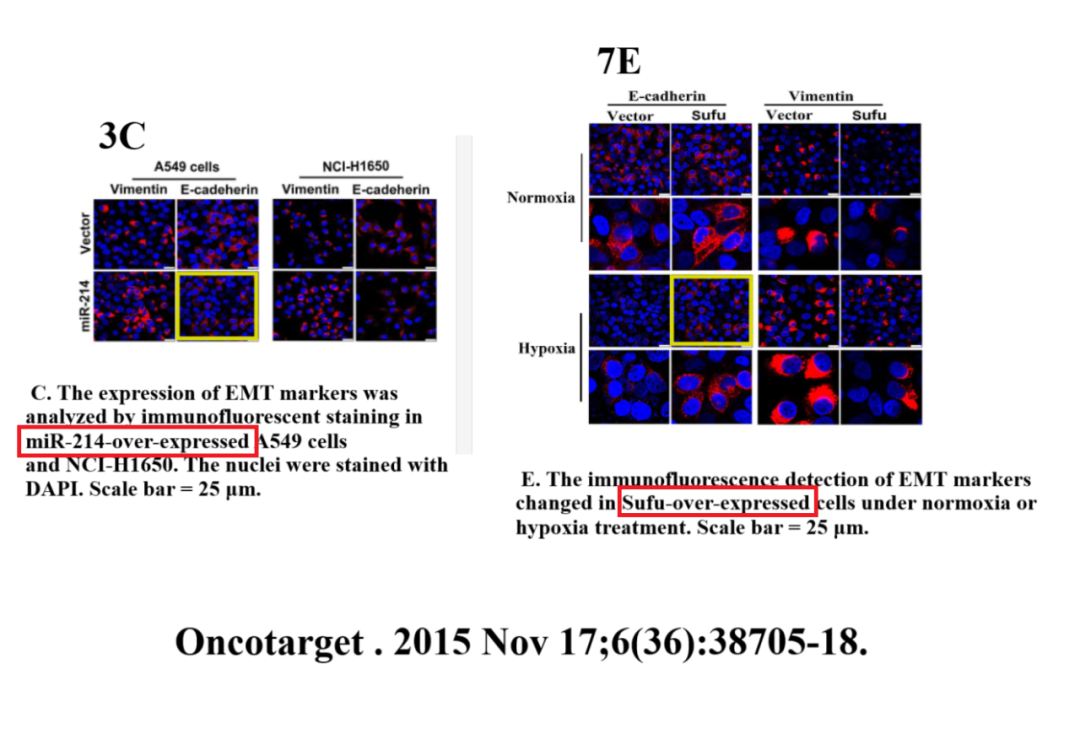 7E
E-cadherin Vimentin
Vector Sufu Vector Sufu
3C
A549 cells NCI-H1650
Vimentin E-cadeherin Vimentin E-cadeherin
Vector
miR-214
Normoxia
Hypoxia
C. The expression of EMT markers was
analyzed by immunofluorescent staining in
miR-214-over-expressed A549 cells
and NCI-H1650. The nuclei were stained with
DAPI. Scale bar = 25 μm.
E. The immunofluorescence detection of EMT markers
changed in Sufu-over-expressed cells under normoxia or
hypoxia treatment. Scale bar = 25 μm.
Oncotarget . 2015 Nov 17;6(36):38705-18.